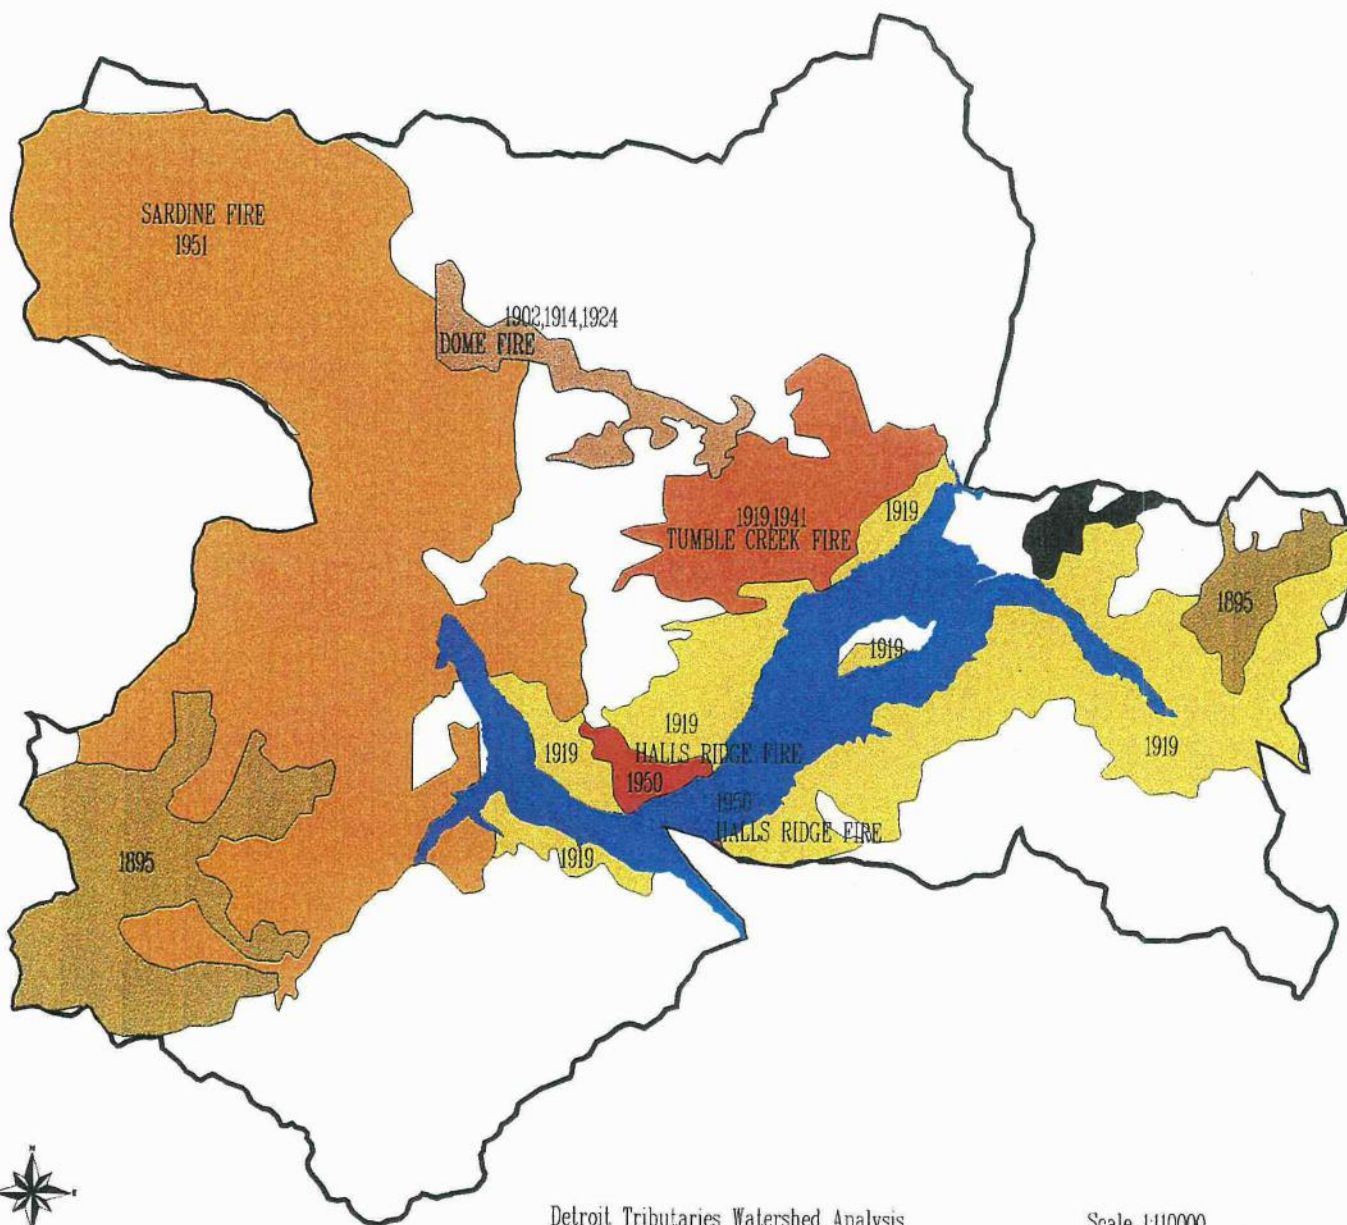 SARDINE FIRE
1951
1902,1914,1924
DOME FIRE
1919
1919,1941
TUMBLE CREEK FIRE
1895
1919
1919
HALLS RIDGE FIRE
1919
1950
1919
1950
HALLS RIDGE FIRE
1895
1919
N
E
Detroit Tributaries Watershed Analysis
Scale 1:110000